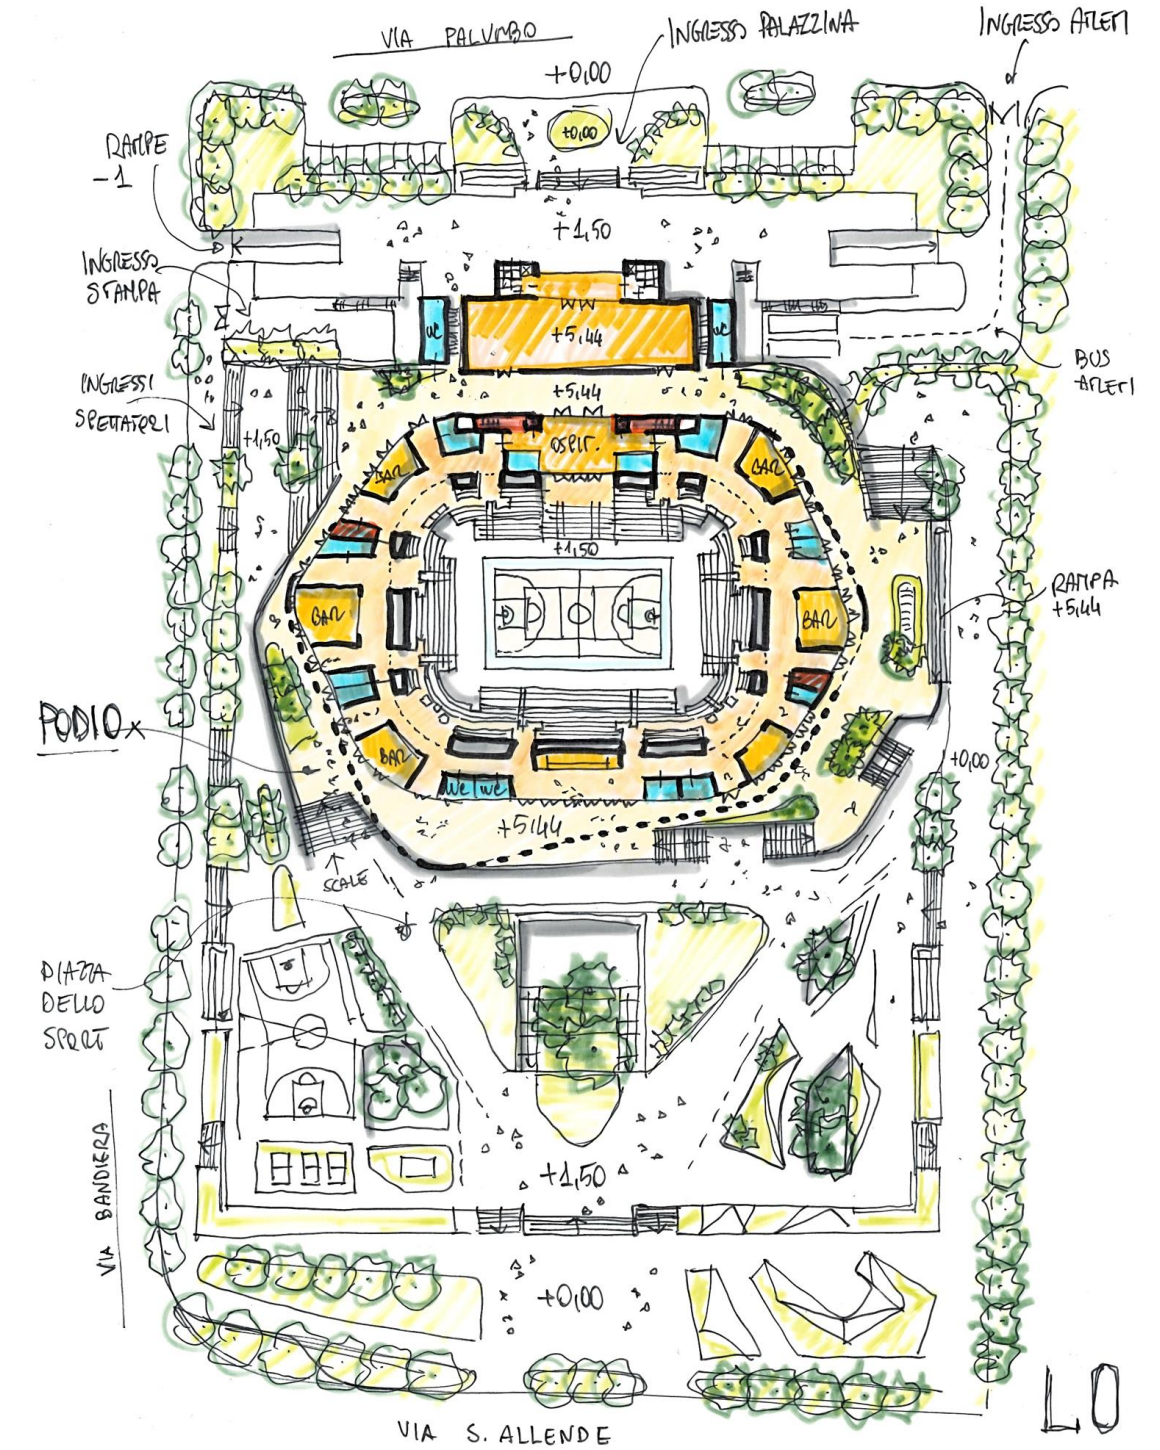 VIA PALUMBO
INGRESSO PALAZZINA
INGRESSO ATLETI
+0,00
+0,00
RAMPE
-1
+1,50
INGRESSO
STAMPA
WC
+5,44
WC
BUS
ATLETI
INGRESSI
SPETTATORI
+5,44
+1,50
OSPIT.
BAR
BAR
+1,50
RAMPA
+5,44
BAR
BAR
PODIO
BAR
+0,00
WC WC
+5,44
SCALE
PIAZZA
DELLO
SPORT
+1,50
VIA BANDIERA
+0,00
LO
VIA S. ALLENDE